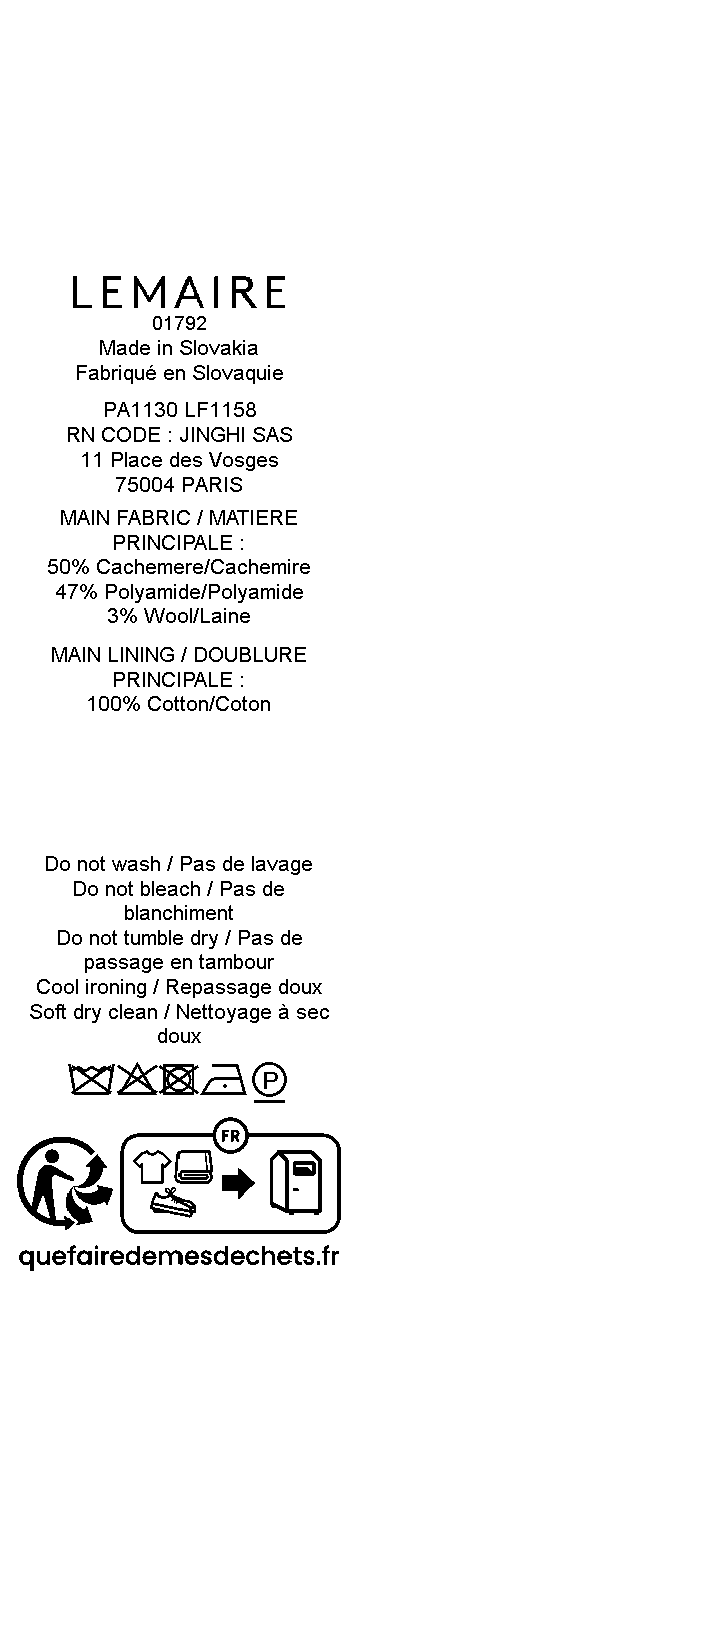 LEMAIRE
01792
Made in Slovakia
Fabriqué en Slovaquie
PA1130 LF1158
RN CODE : JINGHI SAS
11 Place des Vosges
75004 PARIS
MAIN FABRIC / MATIERE
PRINCIPALE :
50% Cachemere/Cachemire
47% Polyamide/Polyamide
3% Wool/Laine
MAIN LINING / DOUBLURE
PRINCIPALE :
100% Cotton/Coton
Do not wash / Pas de lavage
Do not bleach / Pas de
blanchiment
Do not tumble dry / Pas de
passage en tambour
Cool ironing / Repassage doux
Soft dry clean / Nettoyage à sec
doux
P
FR
quefairedemesdechets.fr